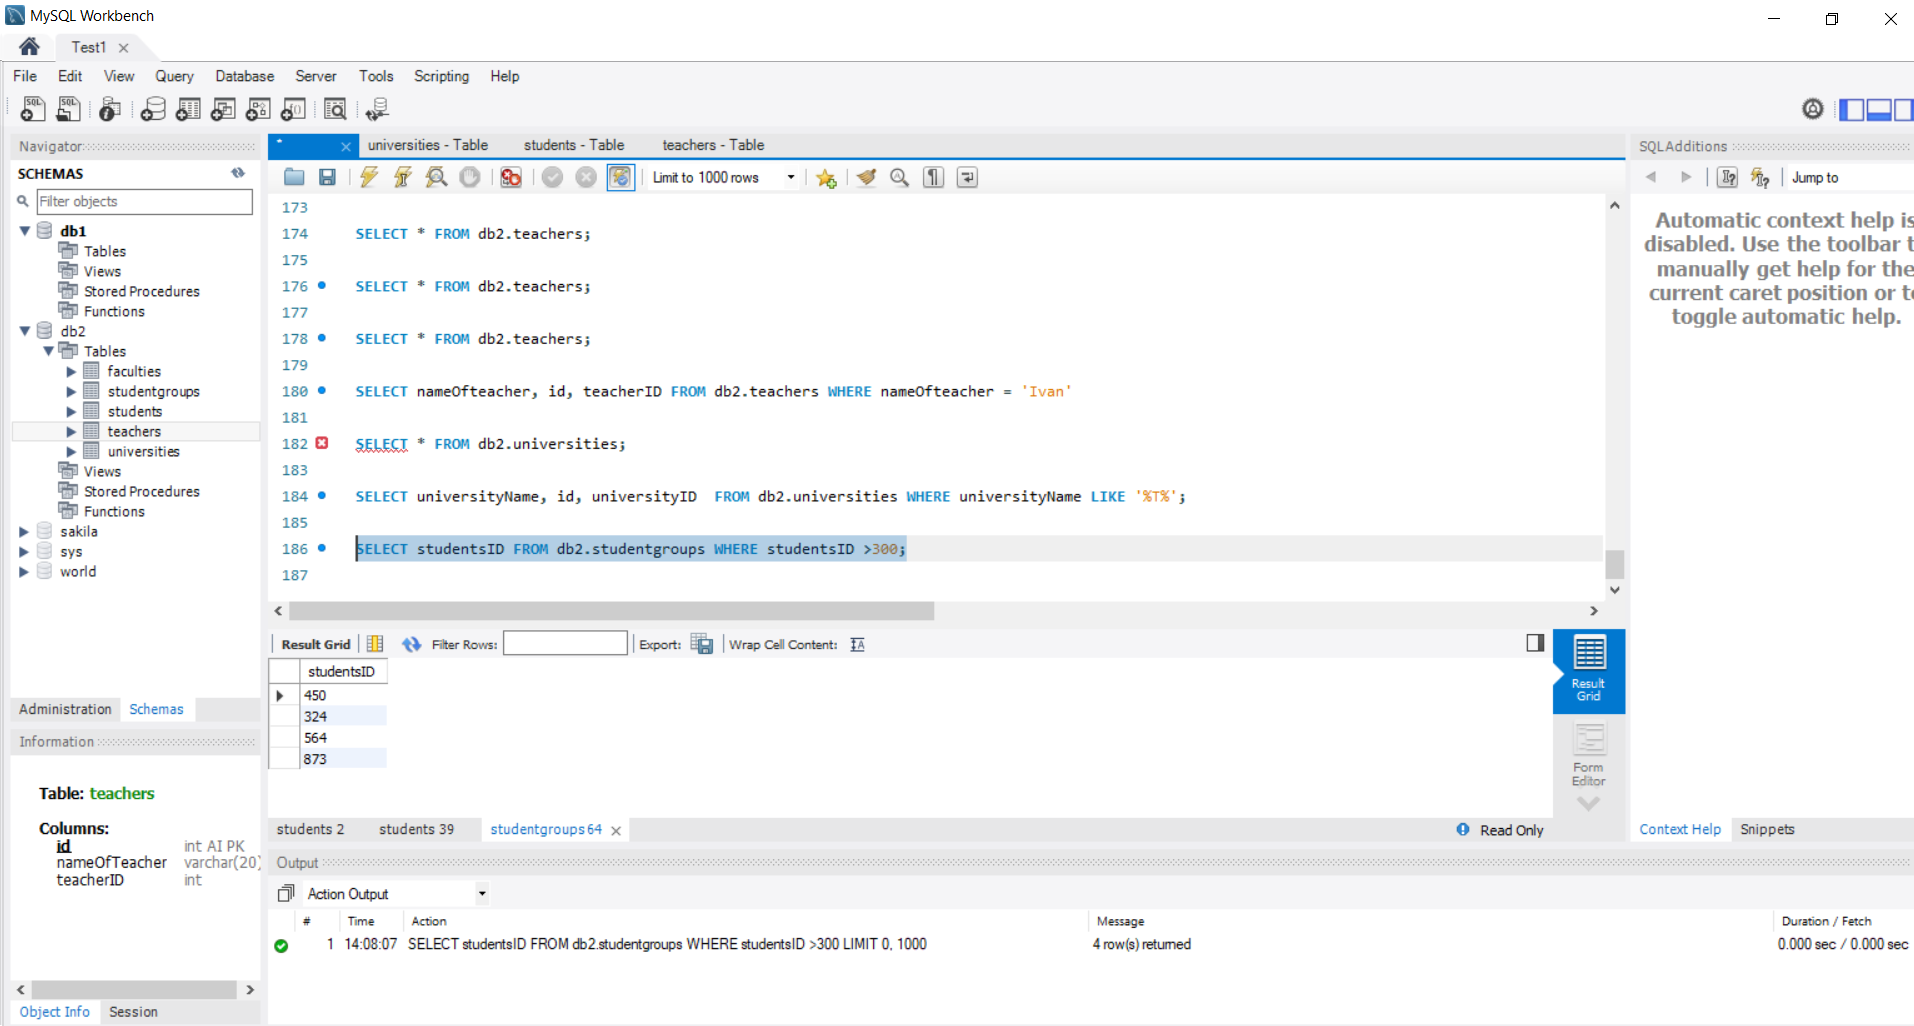 MySQL Workbench
Test1
File Edit View Query Database Server Tools Scripting Help
Navigator
SCHEMAS
Filter objects
db1
Tables
Views
Stored Procedures
Functions
db2
Tables
faculties
studentgroups
students
teachers
universities
Views
Stored Procedures
Functions
sakila
sys
world
Administration Schemas
Information
Table: teachers
Columns:
id int AI PK
nameOfTeacher varchar(20)
teacherID int
Object Info Session
* universities - Table students - Table teachers - Table
Limit to 1000 rows
173
174 SELECT * FROM db2.teachers;
175
176 SELECT * FROM db2.teachers;
177
178 SELECT * FROM db2.teachers;
179
180 SELECT nameOfteacher, id, teacherID FROM db2.teachers WHERE nameOfteacher = 'Ivan'
181
182 SELECT * FROM db2.universities;
183
184 SELECT universityName, id, universityID FROM db2.universities WHERE universityName LIKE '%T%';
185
186 SELECT studentsID FROM db2.studentgroups WHERE studentsID >300;
187
Result Grid Filter Rows: Export: Wrap Cell Content:
studentsID
450
324
564
873
Result
Grid
Form
Editor
students 2 students 39 studentgroups 64 Read Only
Output
Action Output
# Time Action Message Duration / Fetch
1 14:08:07 SELECT studentsID FROM db2.studentgroups WHERE studentsID >300 LIMIT 0, 1000 4 row(s) returned 0.000 sec / 0.000 sec
SQLAdditions
Jump to
Automatic context help is
disabled. Use the toolbar t
manually get help for the
current caret position or to
toggle automatic help.
Context Help Snippets